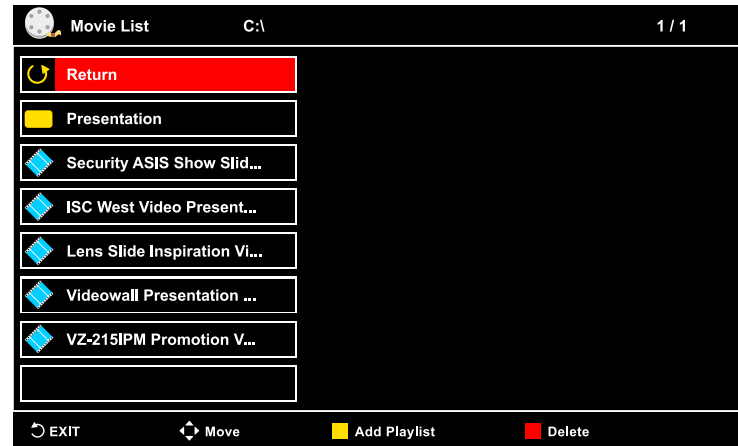 Movie List C:\ 1 / 1
Return
Presentation
Security ASIS Show Slid...
ISC West Video Present...
Lens Slide Inspiration Vi...
Videowall Presentation ...
VZ-215IPM Promotion V...
EXIT Move Add Playlist Delete